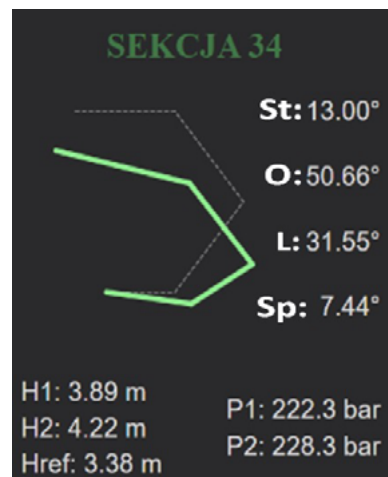 SEKCJA 34
St: 13.00°
O: 50.66°
L: 31.55°
Sp: 7.44°
H1: 3.89 m
H2: 4.22 m
Href: 3.38 m
P1: 222.3 bar
P2: 228.3 bar